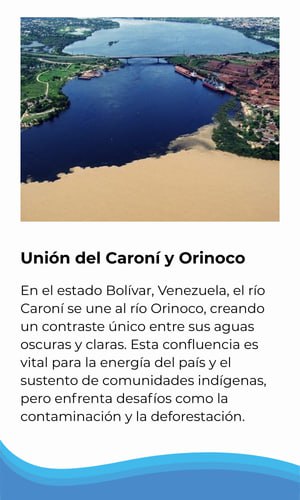 Unión del Caroní y Orinoco
En el estado Bolívar, Venezuela, el río
Caroní se une al río Orinoco, creando
un contraste único entre sus aguas
oscuras y claras. Esta confluencia es
vital para la energía del país y el
sustento de comunidades indígenas,
pero enfrenta desafíos como la
contaminación y la deforestación.